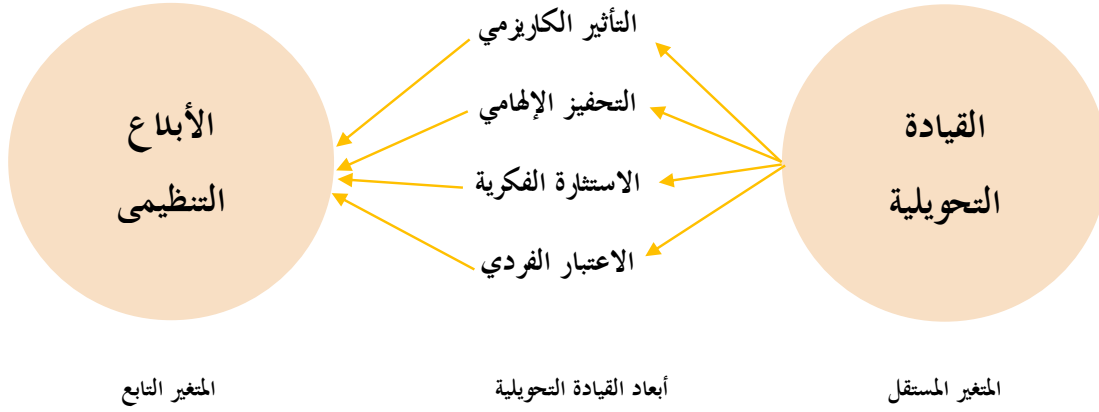 القيادة
التحويلية
التأثير الكاريزمي
التحفيز الإلهامي
الاستثارة الفكرية
الاعتبار الفردي
الأبداع
التنظيمى
المتغير المستقل
أبعاد القيادة التحويلية
المتغير التابع